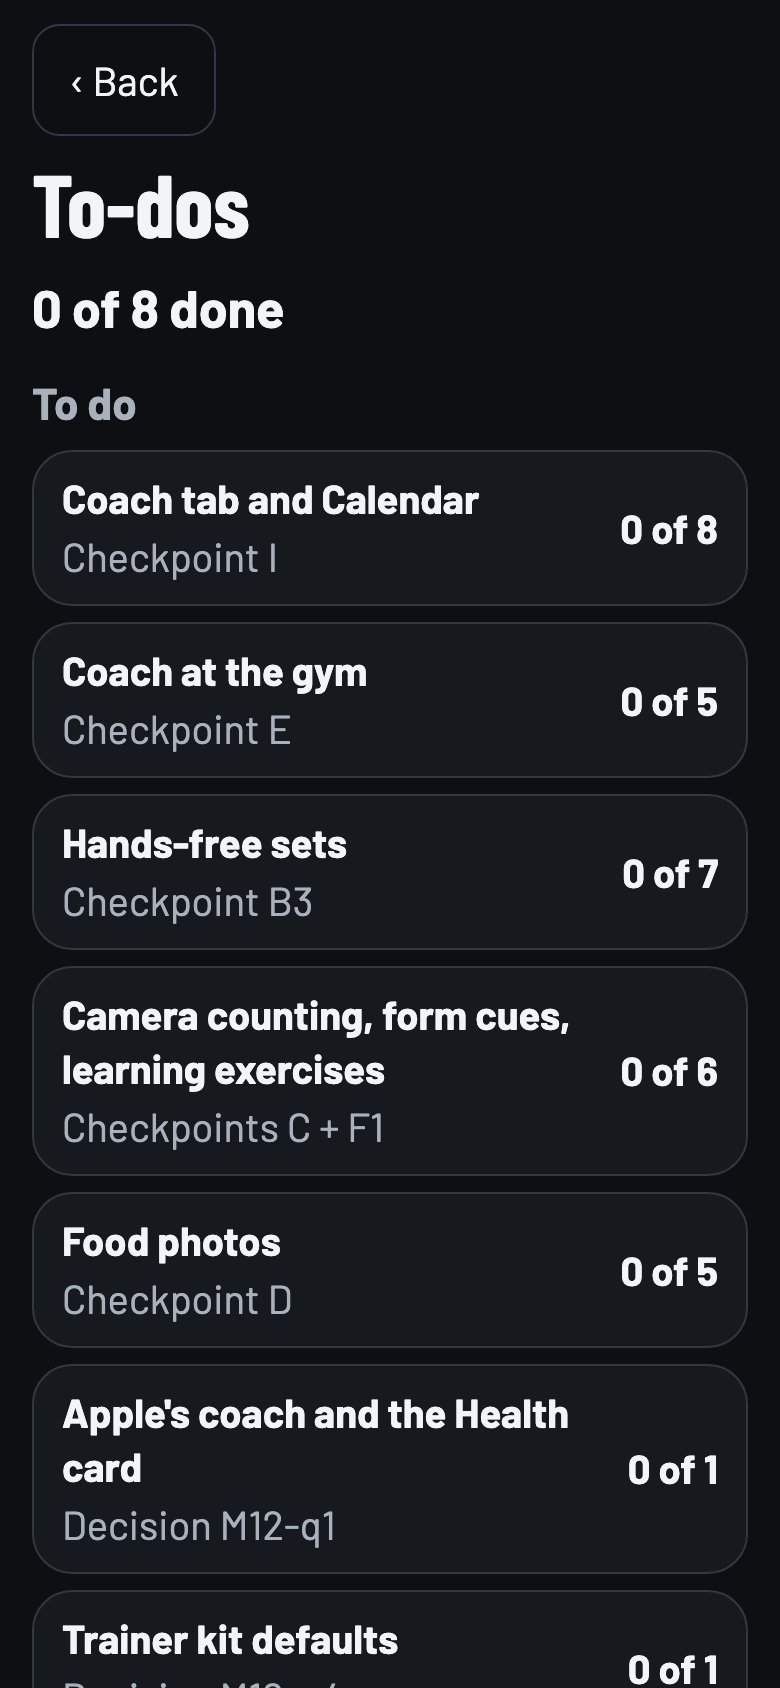 ‹ Back
To-dos
0 of 8 done
To do
Coach tab and Calendar
Checkpoint I
0 of 8
Coach at the gym
Checkpoint E
0 of 5
Hands-free sets
Checkpoint B3
0 of 7
Camera counting, form cues,
learning exercises
Checkpoints C + F1
0 of 6
Food photos
Checkpoint D
0 of 5
Apple's coach and the Health
card
Decision M12-q1
0 of 1
Trainer kit defaults
0 of 1